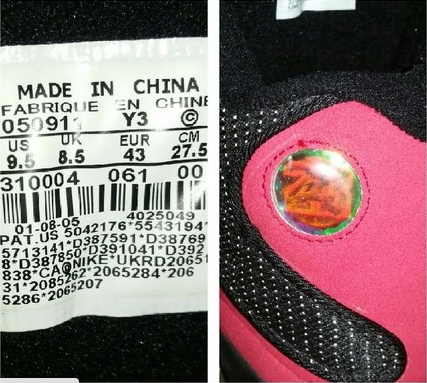 MADE IN CHINA
FABRIQUE EN CHINE
050911 Y3 ©
US UK EUR CM
9.5 8.5 43 27.5
310004 061 00
01-08-05 4025049
PAT.US 5042176*5543194*
5713141*D387591*D38769
8*D387850*D391041*D392
838*CA@NIKE*UKRD20651
31*2085262*2065284*206
5286*2065207